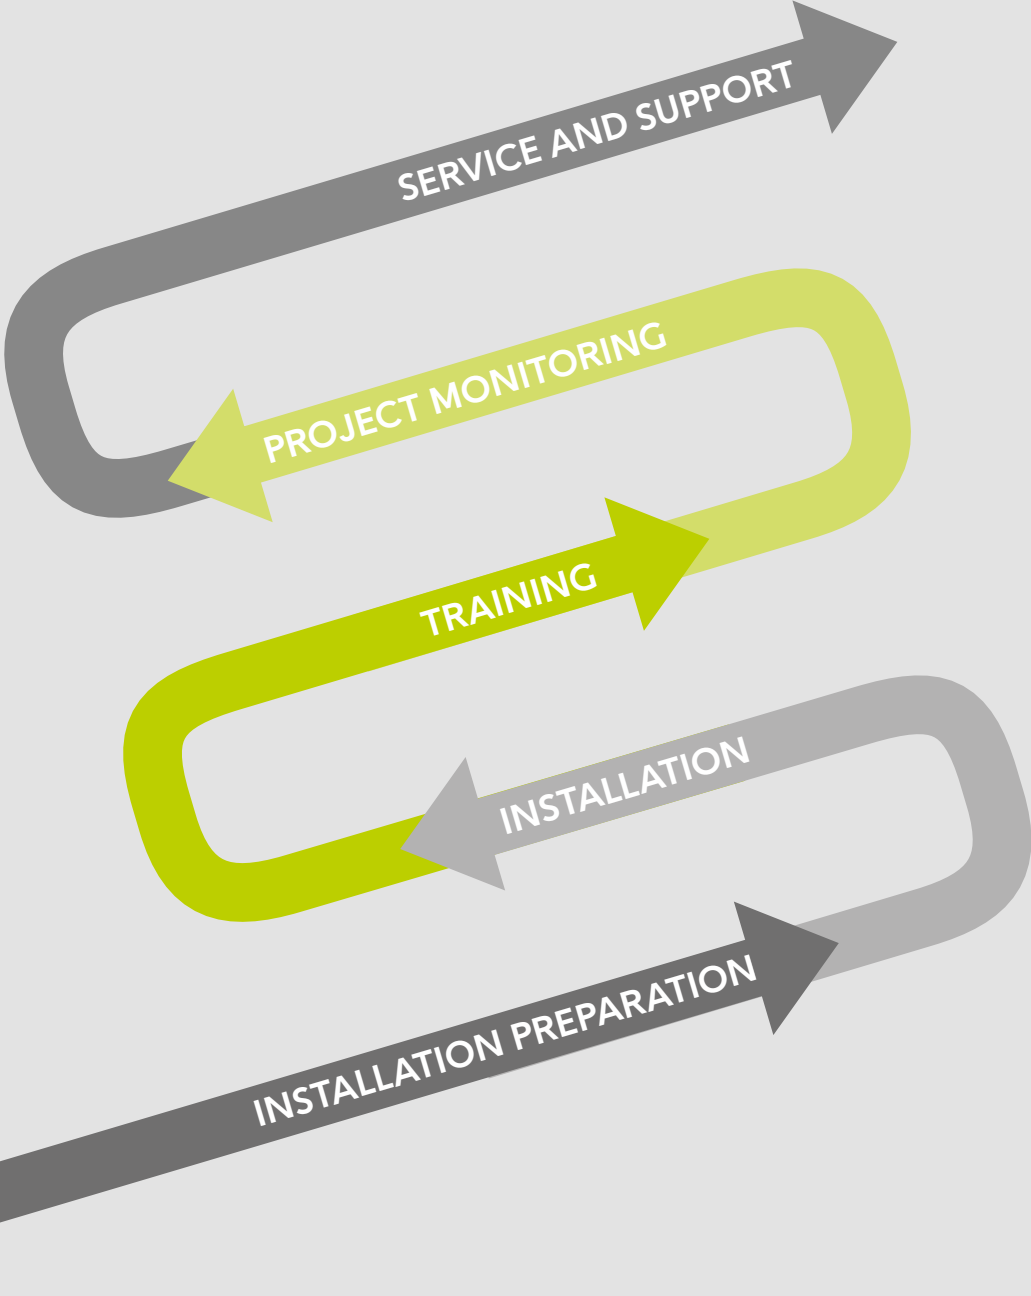 SERVICE AND SUPPORT
PROJECT MONITORING
TRAINING
INSTALLATION
INSTALLATION PREPARATION